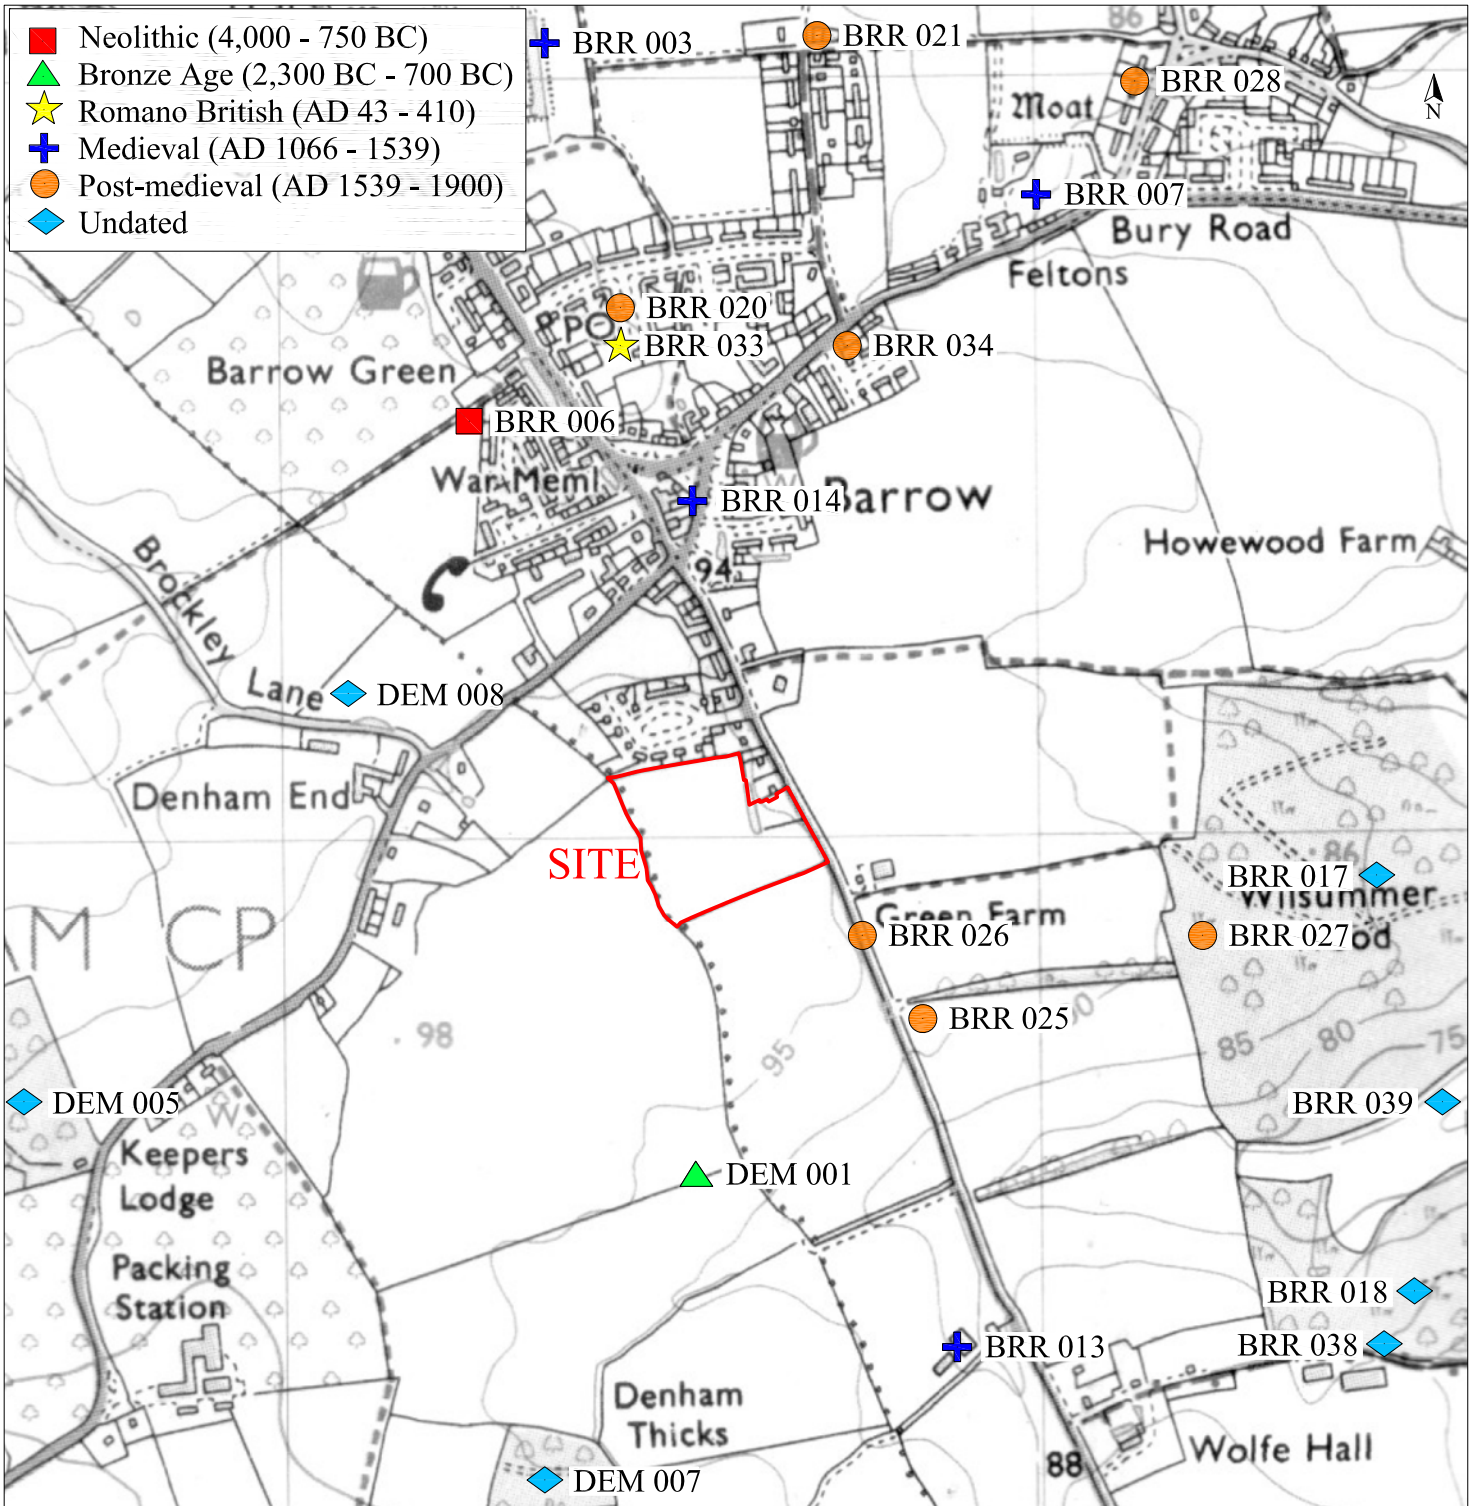 Neolithic (4,000 - 750 BC)
Bronze Age (2,300 BC - 700 BC)
Romano British (AD 43 - 410)
Medieval (AD 1066 - 1539)
Post-medieval (AD 1539 - 1900)
Undated
86
BRR 003
BRR 021
BRR 028
Moat
N
BRR 007
Bury Road
Feltons
BRR 020
PO
BRR 033
BRR 034
Barrow Green
BRR 006
War Meml
BRR 014
Barrow
Howewood Farm
94
Brockley
Lane
DEM 008
Denham End
SITE
86
BRR 017
Wilsummer
Green Farm
BRR 026
BRR 027
M CP
BRR 025
98
95
85
80
75
DEM 005
W
BRR 039
Keepers
Lodge
DEM 001
Packing
Station
BRR 018
BRR 013
BRR 038
Denham
Thicks
Wolfe Hall
88
DEM 007